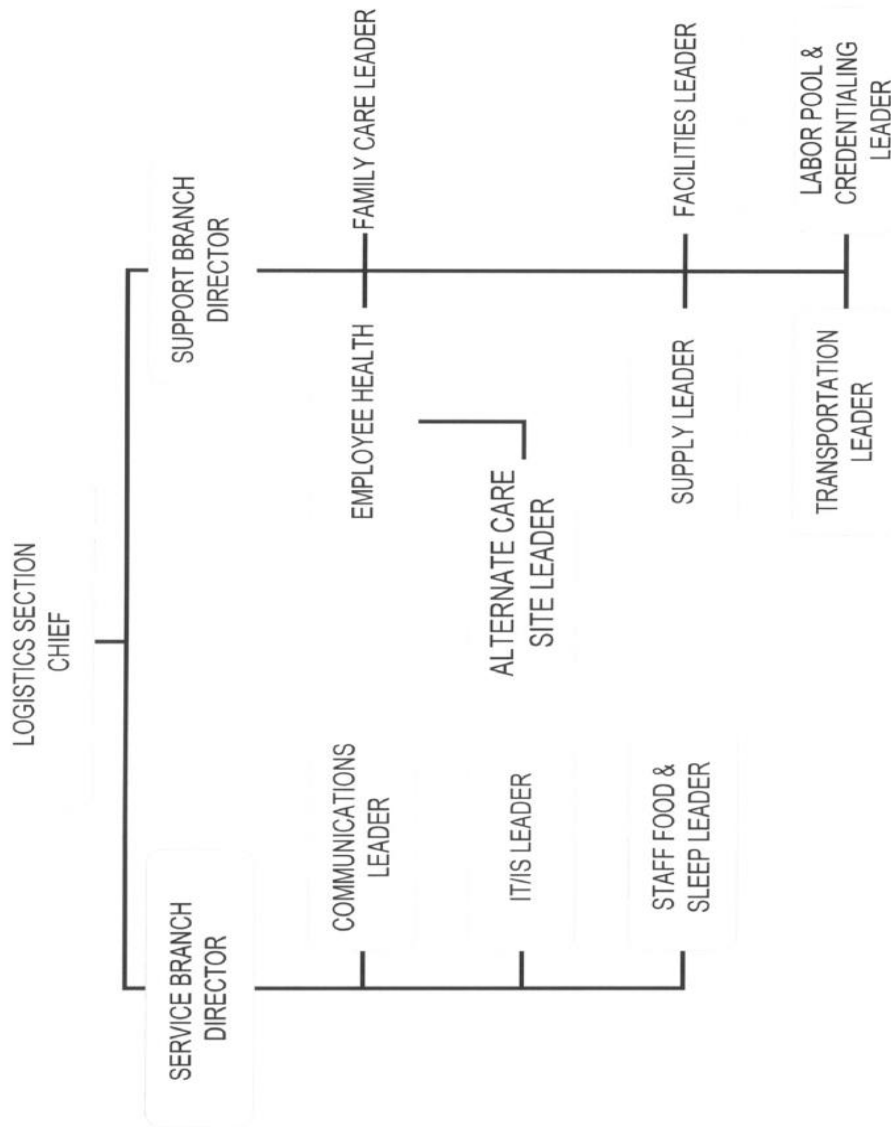 LOGISTICS SECTION
CHIEF
SERVICE BRANCH
DIRECTOR
SUPPORT BRANCH
DIRECTOR
COMMUNICATIONS
LEADER
EMPLOYEE HEALTH
FAMILY CARE LEADER
IT/IS LEADER
ALTERNATE CARE
SITE LEADER
STAFF FOOD &
SLEEP LEADER
SUPPLY LEADER
FACILITIES LEADER
TRANSPORTATION
LEADER
LABOR POOL &
CREDENTIALING
LEADER